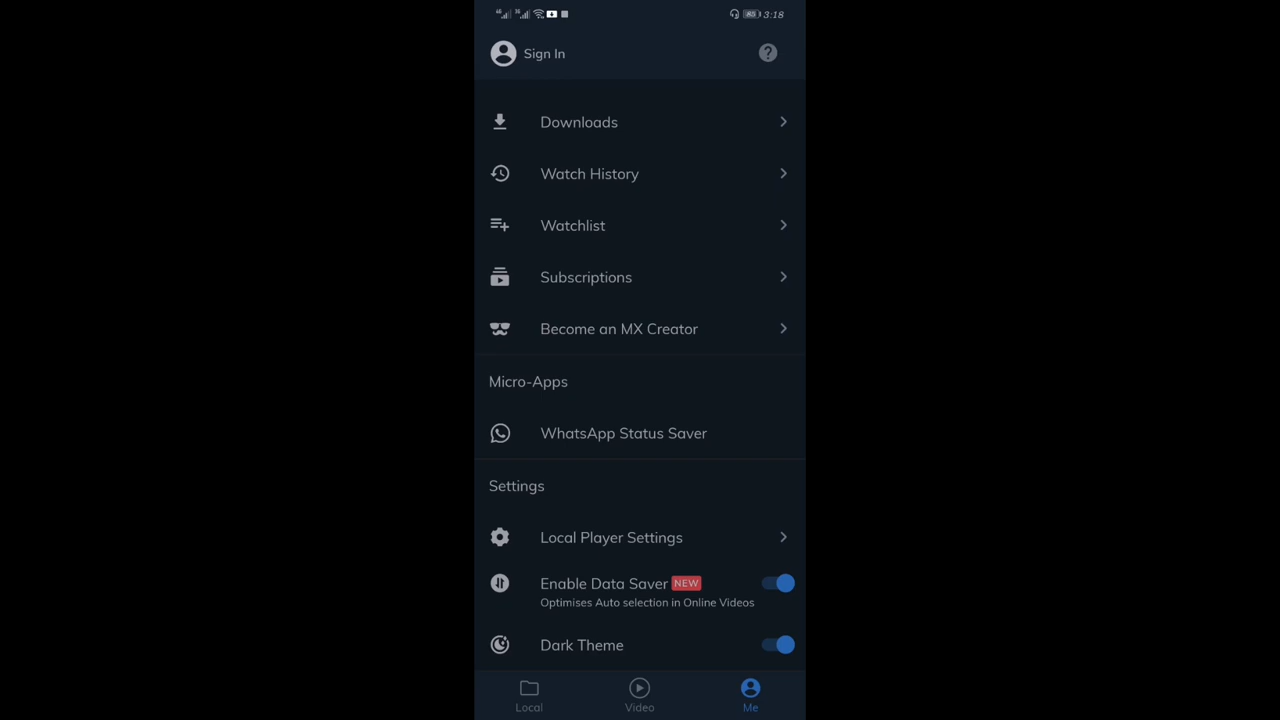 3:18
Sign In
Downloads
Watch History
Watchlist
Subscriptions
Become an MX Creator
Micro-Apps
WhatsApp Status Saver
Settings
Local Player Settings
Enable Data Saver NEW
Optimises Auto selection in Online Videos
Dark Theme
Local Video Me